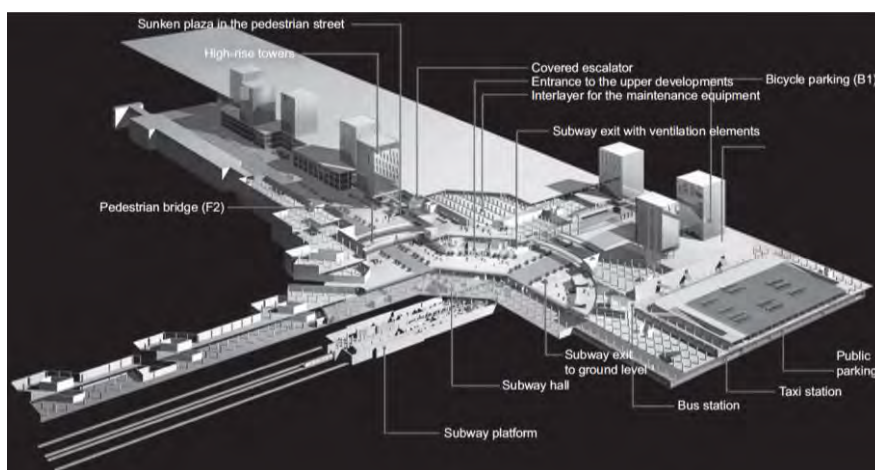 Sunken plaza in the pedestrian street
High-rise towers
Covered escalator
Entrance to the upper developments
Interlayer for the maintenance equipment
Bicycle parking (B1)
Subway exit with ventilation elements
Pedestrian bridge (F2)
Subway exit
to ground level
Public
parking
Subway hall
Taxi station
Bus station
Subway platform